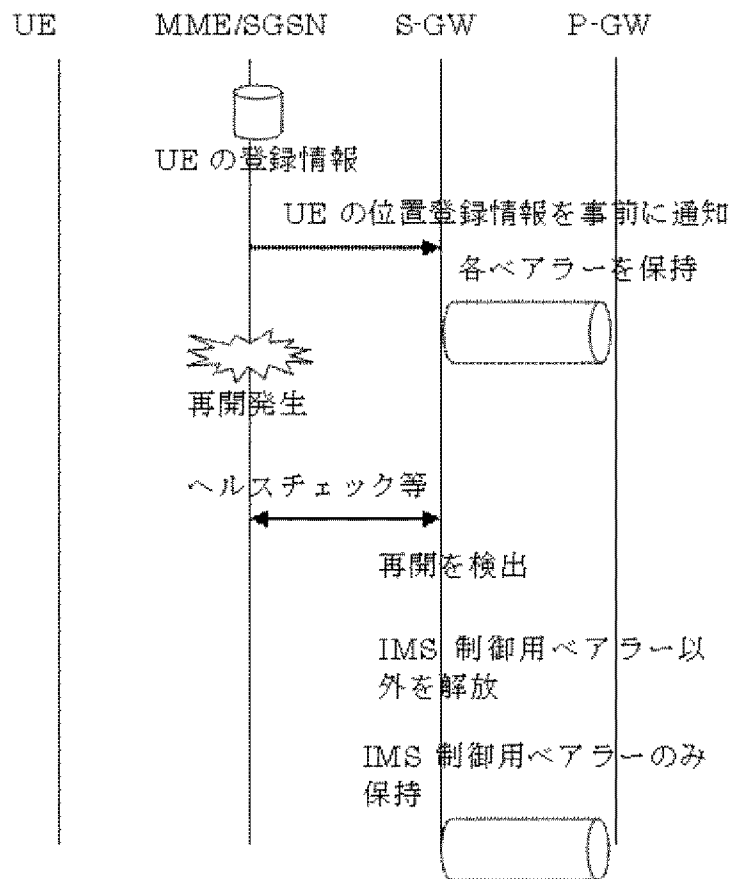 UE MME/SGSN S-GW P-GW
UE の登録情報
UE の位置登録情報を事前に通知
各ベアラーを保持
再開発生
ヘルスチェック等
再開を検出
IMS 制御用ベアラー以
外を解放
IMS 制御用ベアラーのみ
保持